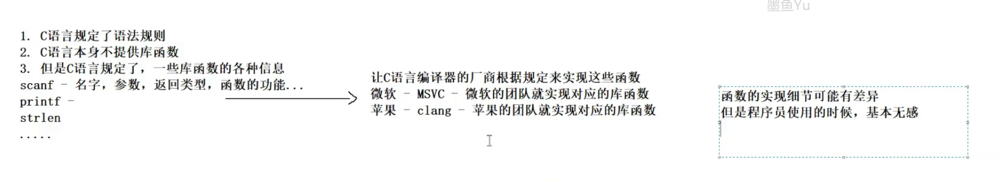 墨鱼Yu
1. C语言规定了语法规则
2. C语言本身不提供库函数
3. 但是C语言规定了，一些库函数的各种信息
scanf - 名字，参数，返回类型，函数的功能...
printf -
strlen
.....
让C语言编译器的厂商根据规定来实现这些函数
微软 - MSVC - 微软的团队就实现对应的库函数
苹果 - clang - 苹果的团队就实现对应的库函数
函数的实现细节可能有差异
但是程序员使用的时候，基本无感